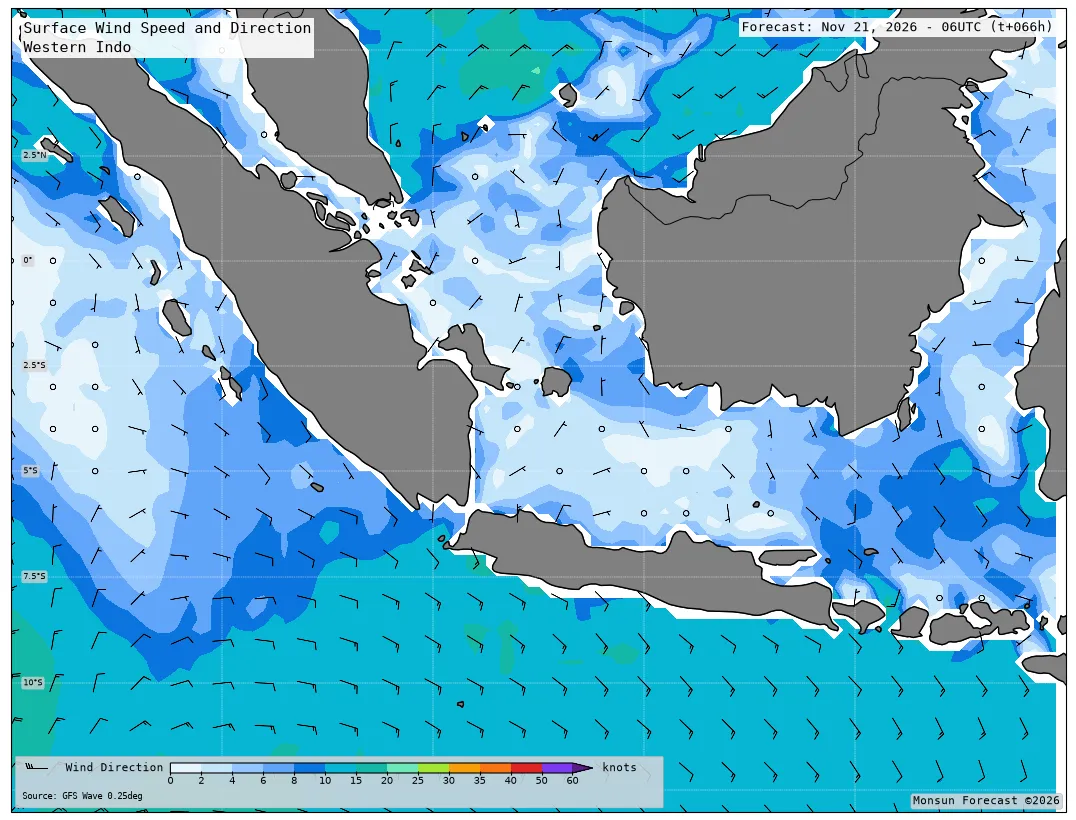 Surface Wind Speed and Direction
Western Indo
Forecast: Nov 21, 2026 - 06UTC (t+066h)
2.5°N
0°
2.5°S
5°S
7.5°S
10°S
Wind Direction
knots
0 2 4 6 8 10 15 20 25 30 35 40 50 60
Source: GFS Wave 0.25deg
Monsun Forecast ©2026